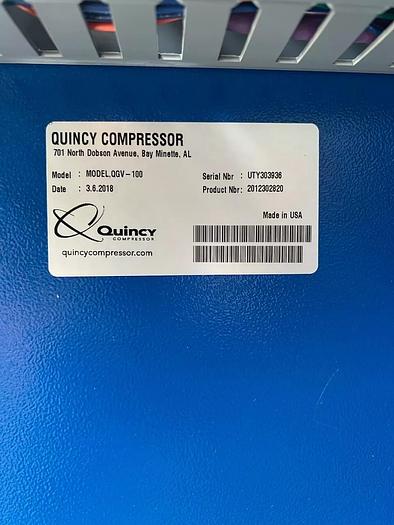 QUINCY COMPRESSOR
701 North Dobson Avenue, Bay Minette, AL
Model : MODEL,QGV-100 Serial Nbr : UTY303936
Date : 3.6.2018 Product Nbr: 2012302820
Made in USA
Quincy
COMPRESSOR
quincycompressor.com